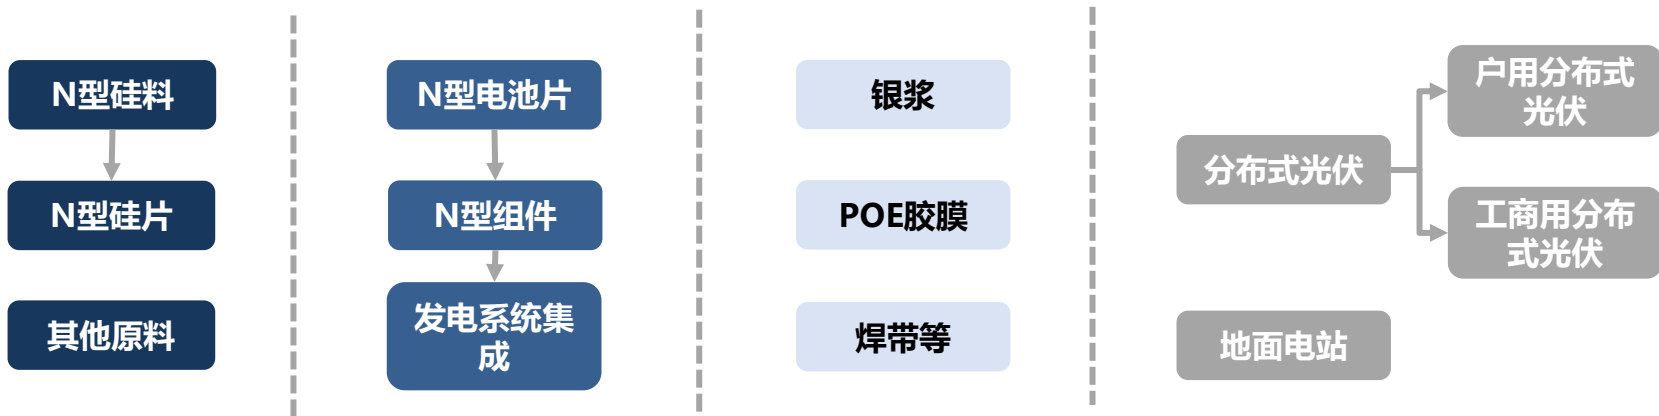 N型硅料
N型硅片
其他原料
N型电池片
N型组件
发电系统集
成
银浆
POE胶膜
焊带等
分布式光伏
户用分布式
光伏
工商用分布
式光伏
地面电站